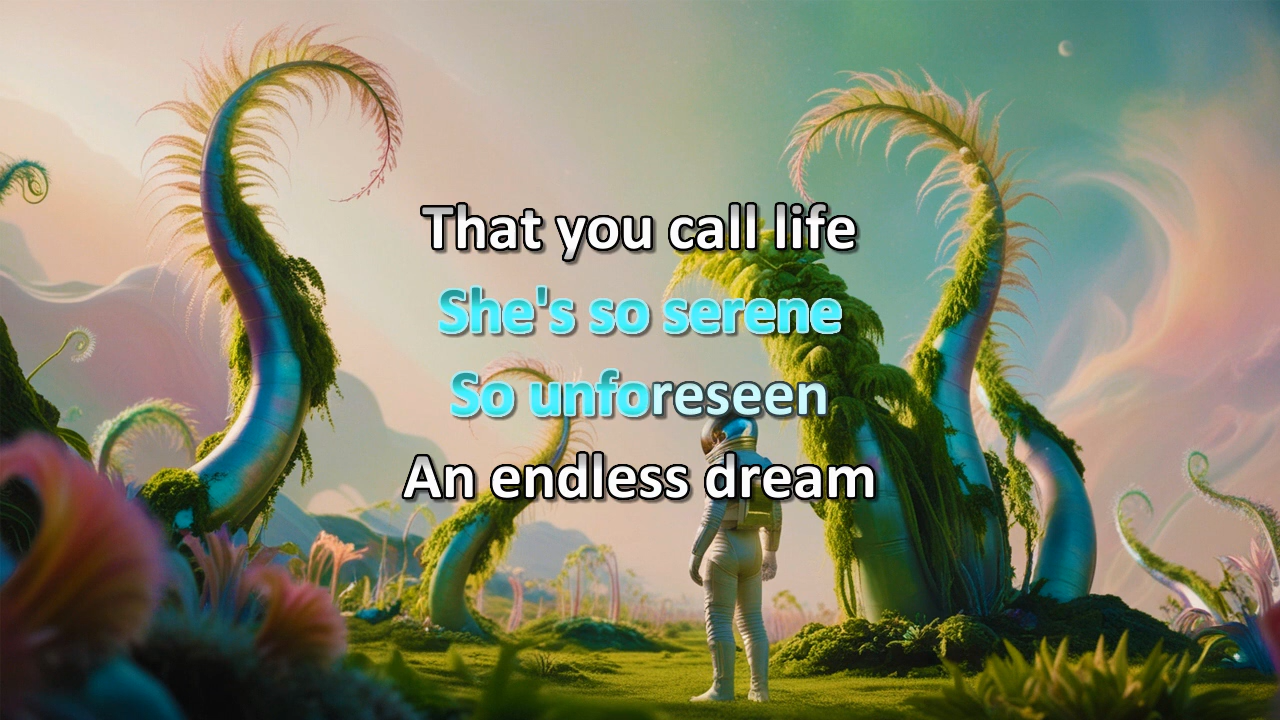 That you call life
She's so serene
So unforeseen
An endless dream